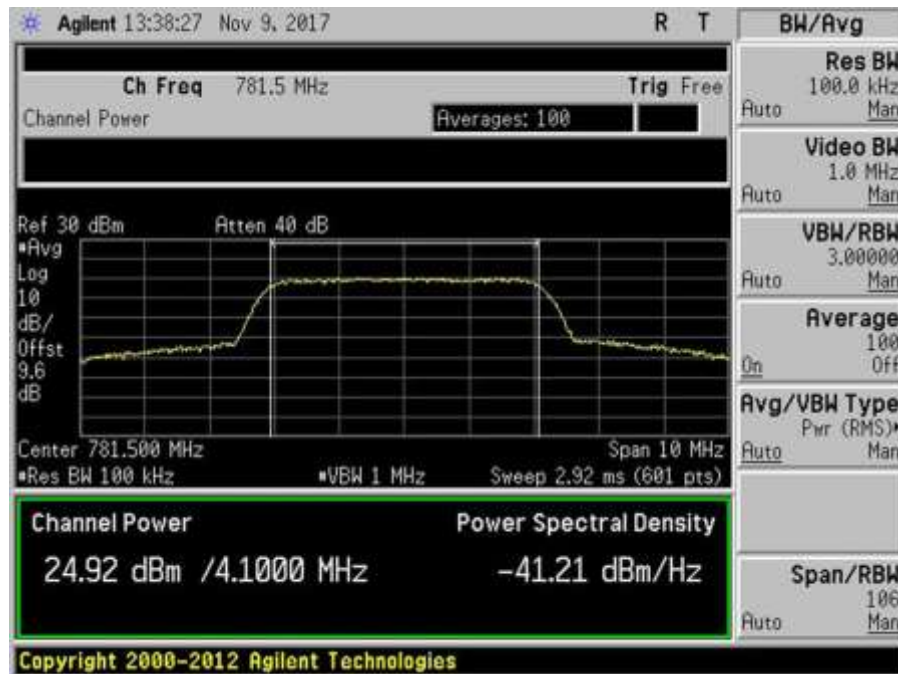 Agilent 13:38:27 Nov 9, 2017 R T
Ch Freq 781.5 MHz Trig Free
Channel Power Averages: 100
Ref 30 dBm Atten 40 dB
*Avg
Log
10
dB/
Offst
9.6
dB
Center 781.500 MHz Span 10 MHz
*Res BW 100 kHz *VBW 1 MHz Sweep 2.92 ms (601 pts)
Channel Power Power Spectral Density
24.92 dBm /4.1000 MHz -41.21 dBm/Hz
Copyright 2000-2012 Agilent Technologies
BW/Avg
Res BW
100.0 kHz
Auto Man
Video BW
1.0 MHz
Auto Man
VBW/RBW
3.00000
Auto Man
Average
100
On Off
Avg/VBW Type
Pwr (RMS)
Auto Man
Span/RBW
106
Auto Man